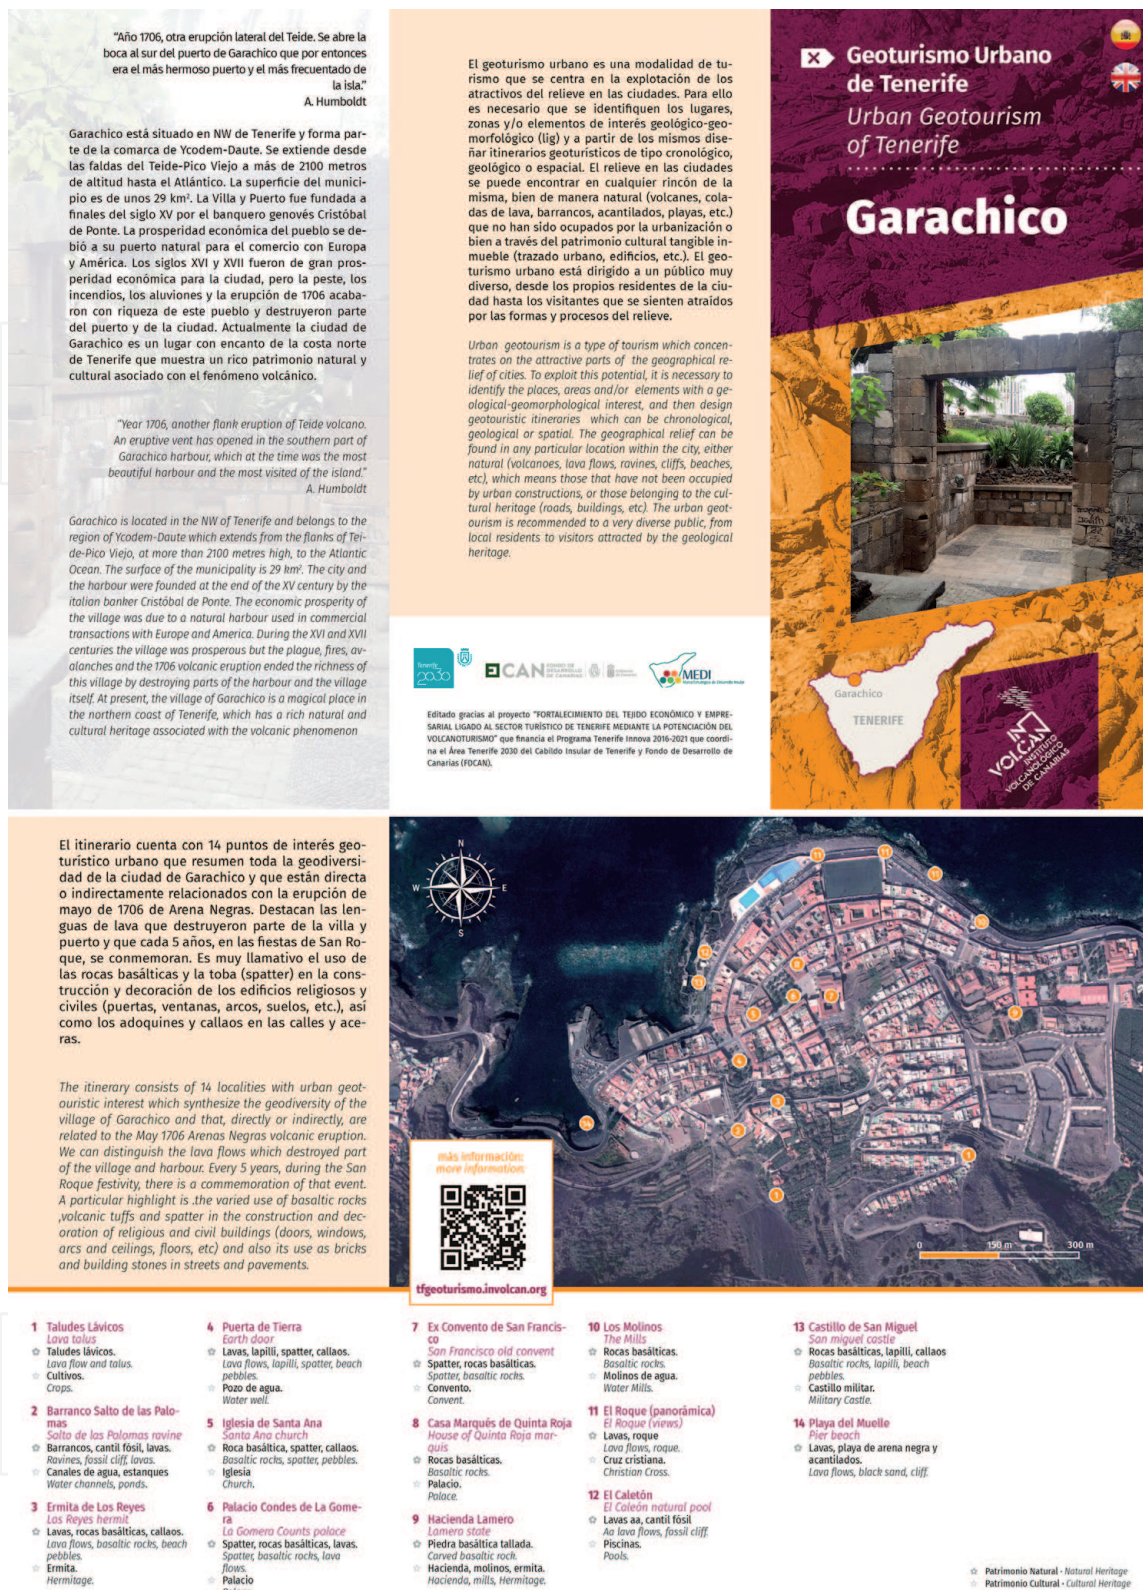 “Año 1706, otra erupción lateral del Teide. Se abre la
boca al sur del puerto de Garachico que por entonces
era el más hermoso puerto y el más frecuentado de
la isla.”
A. Humboldt
Garachico está situado en NW de Tenerife y forma par-
te de la comarca de Ycodem-Daute. Se extiende desde
las faldas del Teide-Pico Viejo a más de 2100 metros
de altitud hasta el Atlántico. La superficie del munici-
pio es de unos 29 km². La Villa y Puerto fue fundada a
finales del siglo XV por el banquero genovés Cristóbal
de Ponte. La prosperidad económica del pueblo se de-
bió a su puerto natural para el comercio con Europa
y América. Los siglos XVI y XVII fueron de gran pros-
peridad económica para la ciudad, pero la peste, los
incendios, los aluviones y la erupción de 1706 acaba-
ron con riqueza de este pueblo y destruyeron parte
del puerto y de la ciudad. Actualmente la ciudad de
Garachico es un lugar con encanto de la costa norte
de Tenerife que muestra un rico patrimonio natural y
cultural asociado con el fenómeno volcánico.
“Year 1706, another flank eruption of Teide volcano.
An eruptive vent has opened in the southern part of
Garachico harbour, which at the time was the most
beautiful harbour and the most visited of the island.”
A. Humboldt
Garachico is located in the NW of Tenerife and belongs to the
region of Ycodem-Daute which extends from the flanks of Tei-
de-Pico Viejo, at more than 2100 metres high, to the Atlantic
Ocean. The surface of the municipality is 29 km². The city and
the harbour were founded at the end of the XV century by the
italian banker Cristóbal de Ponte. The economic prosperity of
the village was due to a natural harbour used in commercial
transactions with Europe and America. During the XVI and XVII
centuries the village was prosperous but the plague, fires, av-
alanches and the 1706 volcanic eruption ended the richness of
this village by destroying parts of the harbour and the village
itself. At present, the village of Garachico is a magical place in
the northern coast of Tenerife, which has a rich natural and
cultural heritage associated with the volcanic phenomenon
El geoturismo urbano es una modalidad de tu-
rismo que se centra en la explotación de los
atractivos del relieve en las ciudades. Para ello
es necesario que se identifiquen los lugares,
zonas y/o elementos de interés geológico-geo-
morfológico (lig) y a partir de los mismos dise-
ñar itinerarios geoturísticos de tipo cronológico,
geológico o espacial. El relieve en las ciudades
se puede encontrar en cualquier rincón de la
misma, bien de manera natural (volcanes, cola-
das de lava, barrancos, acantilados, playas, etc.)
que no han sido ocupados por la urbanización o
bien a través del patrimonio cultural tangible in-
mueble (trazado urbano, edificios, etc.). El geo-
turismo urbano está dirigido a un público muy
diverso, desde los propios residentes de la ciu-
dad hasta los visitantes que se sienten atraídos
por las formas y procesos del relieve.
Urban geotourism is a type of tourism which concen-
trates on the attractive parts of the geographical re-
lief of cities. To exploit this potential, it is necessary to
identify the places, areas and/or elements with a ge-
ological-geomorphological interest, and then design
geotouristic itineraries which can be chronological,
geological or spatial. The geographical relief can be
found in any particular location within the city, either
natural (volcanoes, lava flows, ravines, cliffs, beaches,
etc), which means those that have not been occupied
by urban constructions, or those belonging to the cul-
tural heritage (roads, buildings, etc). The urban geot-
ourism is recommended to a very diverse public, from
local residents to visitors attracted by the geological
heritage.
Tenerife
2030
ECAN
FONDO DE
DESARROLLO
DE CANARIAS
MEDI
Editado gracias al proyecto “FORTALECIMIENTO DEL TEJIDO ECONÓMICO Y EMPRE-
SARIAL LIGADO AL SECTOR TURÍSTICO DE TENERIFE MEDIANTE LA POTENCIACIÓN DEL
VOLCANOTURISMO” que financia el Programa Tenerife Innova 2016-2021 que coordi-
na el Área Tenerife 2030 del Cabildo Insular de Tenerife y Fondo de Desarrollo de
Canarias (FDCAN).
Geoturismo Urbano
de Tenerife
Urban Geotourism
of Tenerife
Garachico
Garachico
TENERIFE
INVOLCAN
INSTITUTO
VOLCANOLÓGICO
DE CANARIAS
El itinerario cuenta con 14 puntos de interés geo-
turístico urbano que resumen toda la geodiversi-
dad de la ciudad de Garachico y que están directa
o indirectamente relacionados con la erupción de
mayo de 1706 de Arena Negras. Destacan las len-
guas de lava que destruyeron parte de la villa y
puerto y que cada 5 años, en las fiestas de San Ro-
que, se conmemoran. Es muy llamativo el uso de
las rocas basálticas y la toba (spatter) en la cons-
trucción y decoración de los edificios religiosos y
civiles (puertas, ventanas, arcos, suelos, etc.), así
como los adoquines y callaos en las calles y ace-
ras.
The itinerary consists of 14 localities with urban geot-
ouristic interest which synthesize the geodiversity of the
village of Garachico and that, directly or indirectly, are
related to the May 1706 Arenas Negras volcanic eruption.
We can distinguish the lava flows which destroyed part
of the village and harbour. Every 5 years, during the San
Roque festivity, there is a commemoration of that event.
A particular highlight is .the varied use of basaltic rocks
,volcanic tuffs and spatter in the construction and dec-
oration of religious and civil buildings (doors, windows,
arcs and ceilings, floors, etc) and also its use as bricks
and building stones in streets and pavements.
N
W E
S
11
11
11
10
12
13
8
6
7
5
9
4
3
2
14
1
1
0 150 m 300 m
más información:
more information:
tfgeoturismo.involcan.org
1 Taludes Lávicos
Lava talus
Taludes lávicos.
Lava flow and talus.
Cultivos.
Crops.
2 Barranco Salto de las Palo-
mas
Salto de las Palomas ravine
Barrancos, cantil fósil, lavas.
Ravines, fossil cliff, lavas.
Canales de agua, estanques
Water channels, ponds.
3 Ermita de Los Reyes
Los Reyes hermit
Lavas, rocas basálticas, callaos.
Lava flows, basaltic rocks, beach
pebbles.
Ermita.
Hermitage.
4 Puerta de Tierra
Earth door
Lavas, lapilli, spatter, callaos.
Lava flows, lapilli, spatter, beach
pebbles.
Pozo de agua.
Water well.
5 Iglesia de Santa Ana
Santa Ana church
Roca basáltica, spatter, callaos.
Basaltic rocks, spatter, pebbles.
Iglesia
Church.
6 Palacio Condes de La Gome-
ra
La Gomera Counts palace
Spatter, rocas basálticas, lavas.
Spatter, basaltic rocks, lava
flows.
Palacio
7 Ex Convento de San Francis-
co
San Francisco old convent
Spatter, rocas basálticas.
Spatter, basaltic rocks.
Convento.
Convent.
8 Casa Marqués de Quinta Roja
House of Quinta Roja mar-
quis
Rocas basálticas.
Basaltic rocks.
Palacio.
Palace.
9 Hacienda Lamero
Lamero state
Piedra basáltica tallada.
Carved basaltic rock.
Hacienda, molinos, ermita.
Hacienda, mills, Hermitage.
10 Los Molinos
The Mills
Rocas basálticas.
Basaltic rocks.
Molinos de agua.
Water Mills.
11 El Roque (panorámica)
El Roque (views)
Lavas, roque
Lava flows, roque.
Cruz cristiana.
Christian Cross.
12 El Caletón
El Caleón natural pool
Lavas aa, cantil fósil
Aa lava flows, fossil cliff.
Piscinas.
Pools.
13 Castillo de San Miguel
San miguel castle
Rocas basálticas, lapilli, callaos
Basaltic rocks, lapilli, beach
pebbles.
Castillo militar.
Military Castle.
14 Playa del Muelle
Pier beach
Lavas, playa de arena negra y
acantilados.
Lava flows, black sand, cliff.
Patrimonio Natural - Natural Heritage
Patrimonio Cultural - Cultural Heritage